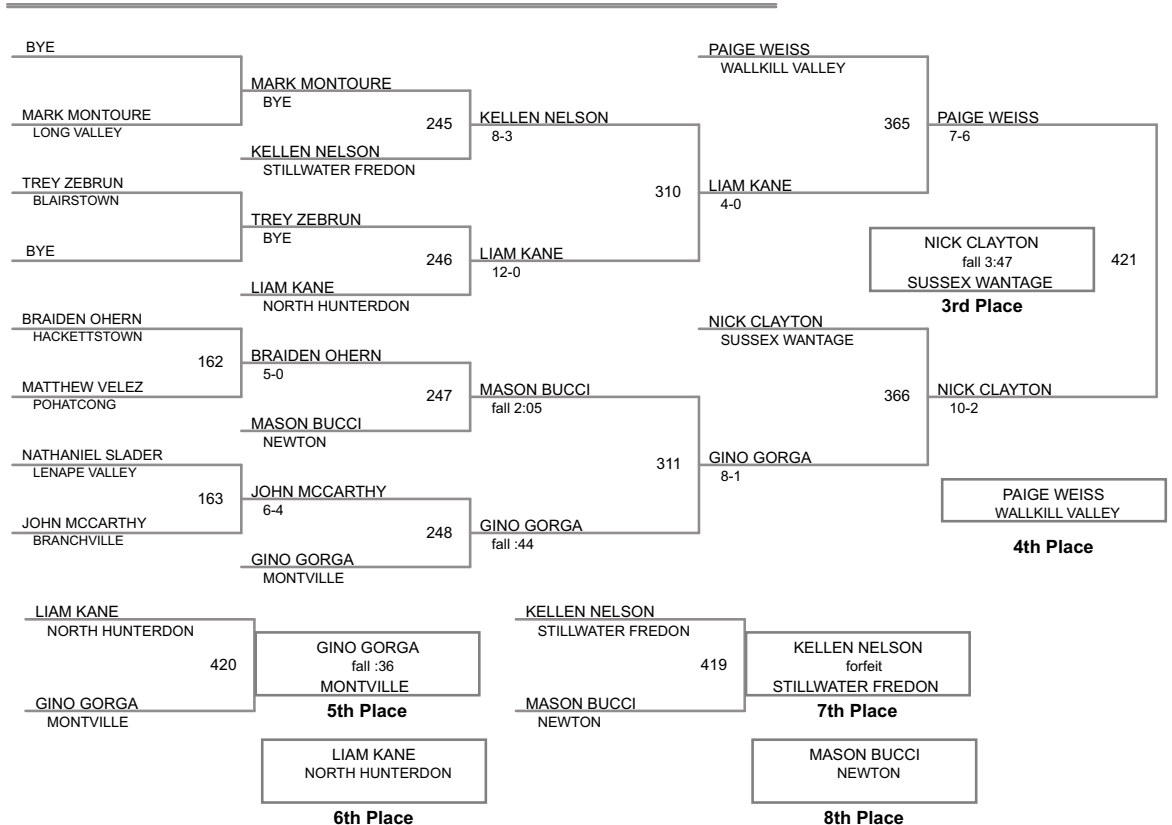 BYE
MARK MONTOURE
LONG VALLEY
TREY ZEBRUN
BLAIRSTOWN
BYE
BRAIDEN OHERN
HACKETTSTOWN
162
MATTHEW VELEZ
POHATCONG
NATHANIEL SLADER
LENAPE VALLEY
163
JOHN MCCARTHY
BRANCHVILLE
MARK MONTOURE
BYE
245
KELLEN NELSON
STILLWATER FREDON
TREY ZEBRUN
BYE
246
LIAM KANE
NORTH HUNTERDON
BRAIDEN OHERN
5-0
247
MASON BUCCI
NEWTON
JOHN MCCARTHY
6-4
248
GINO GORGA
MONTVILLE
KELLEN NELSON
8-3
310
LIAM KANE
12-0
MASON BUCCI
fall 2:05
311
GINO GORGA
fall :44
PAIGE WEISS
WALLKILL VALLEY
365
LIAM KANE
4-0
NICK CLAYTON
SUSSEX WANTAGE
366
GINO GORGA
8-1
PAIGE WEISS
7-6
NICK CLAYTON
fall 3:47
SUSSEX WANTAGE
3rd Place
421
NICK CLAYTON
10-2
PAIGE WEISS
WALLKILL VALLEY
4th Place
LIAM KANE
NORTH HUNTERDON
420
GINO GORGA
MONTVILLE
GINO GORGA
fall :36
MONTVILLE
5th Place
LIAM KANE
NORTH HUNTERDON
6th Place
KELLEN NELSON
STILLWATER FREDON
419
MASON BUCCI
NEWTON
KELLEN NELSON
forfeit
STILLWATER FREDON
7th Place
MASON BUCCI
NEWTON
8th Place